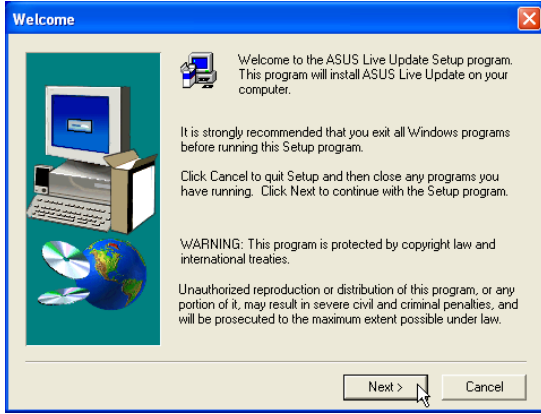 Welcome
Welcome to the ASUS Live Update Setup program.
This program will install ASUS Live Update on your
computer.
It is strongly recommended that you exit all Windows programs
before running this Setup program.
Click Cancel to quit Setup and then close any programs you
have running. Click Next to continue with the Setup program.
WARNING: This program is protected by copyright law and
international treaties.
Unauthorized reproduction or distribution of this program, or any
portion of it, may result in severe civil and criminal penalties, and
will be prosecuted to the maximum extent possible under law.
Next >
Cancel